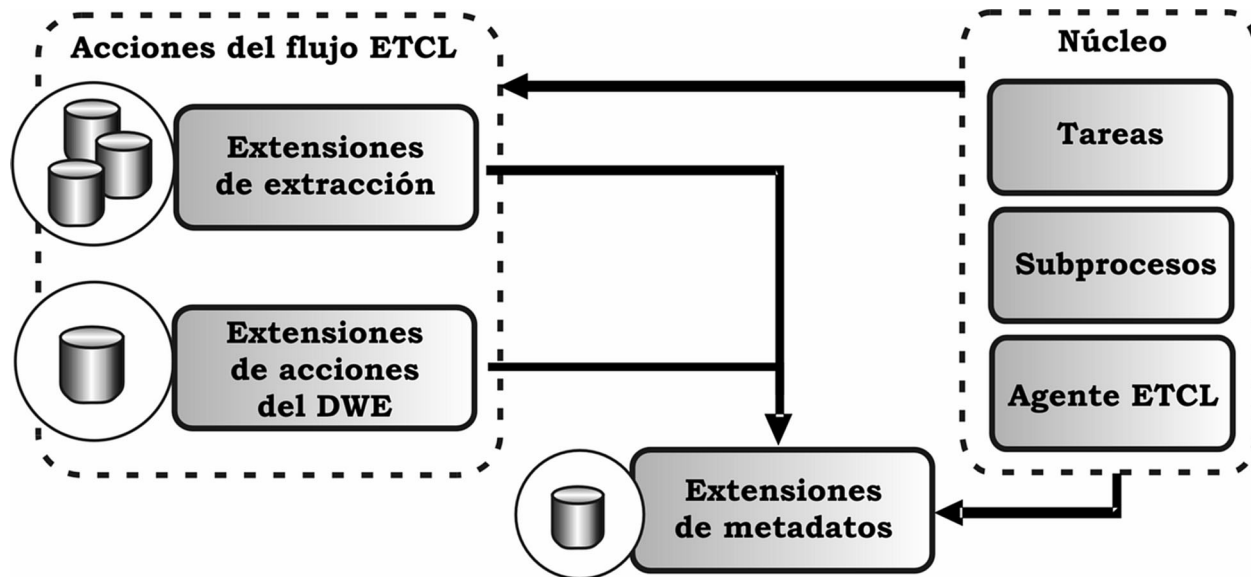 Acciones del flujo ETCL
Extensiones
de extracción
Extensiones
de acciones
del DWE
Núcleo
Tareas
Subprocesos
Agente ETCL
Extensiones
de metadatos